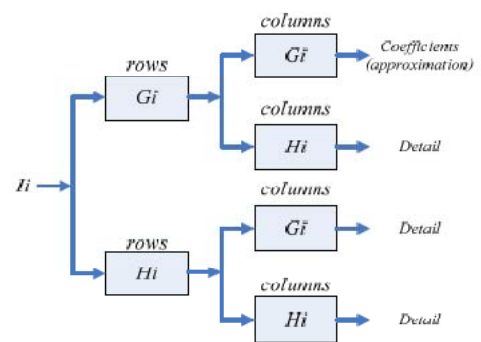 columns
Gi
Coefficients
(approximation)
rows
Gi
columns
Hi
Detail
Ii
columns
Gi
Detail
rows
Hi
columns
Hi
Detail